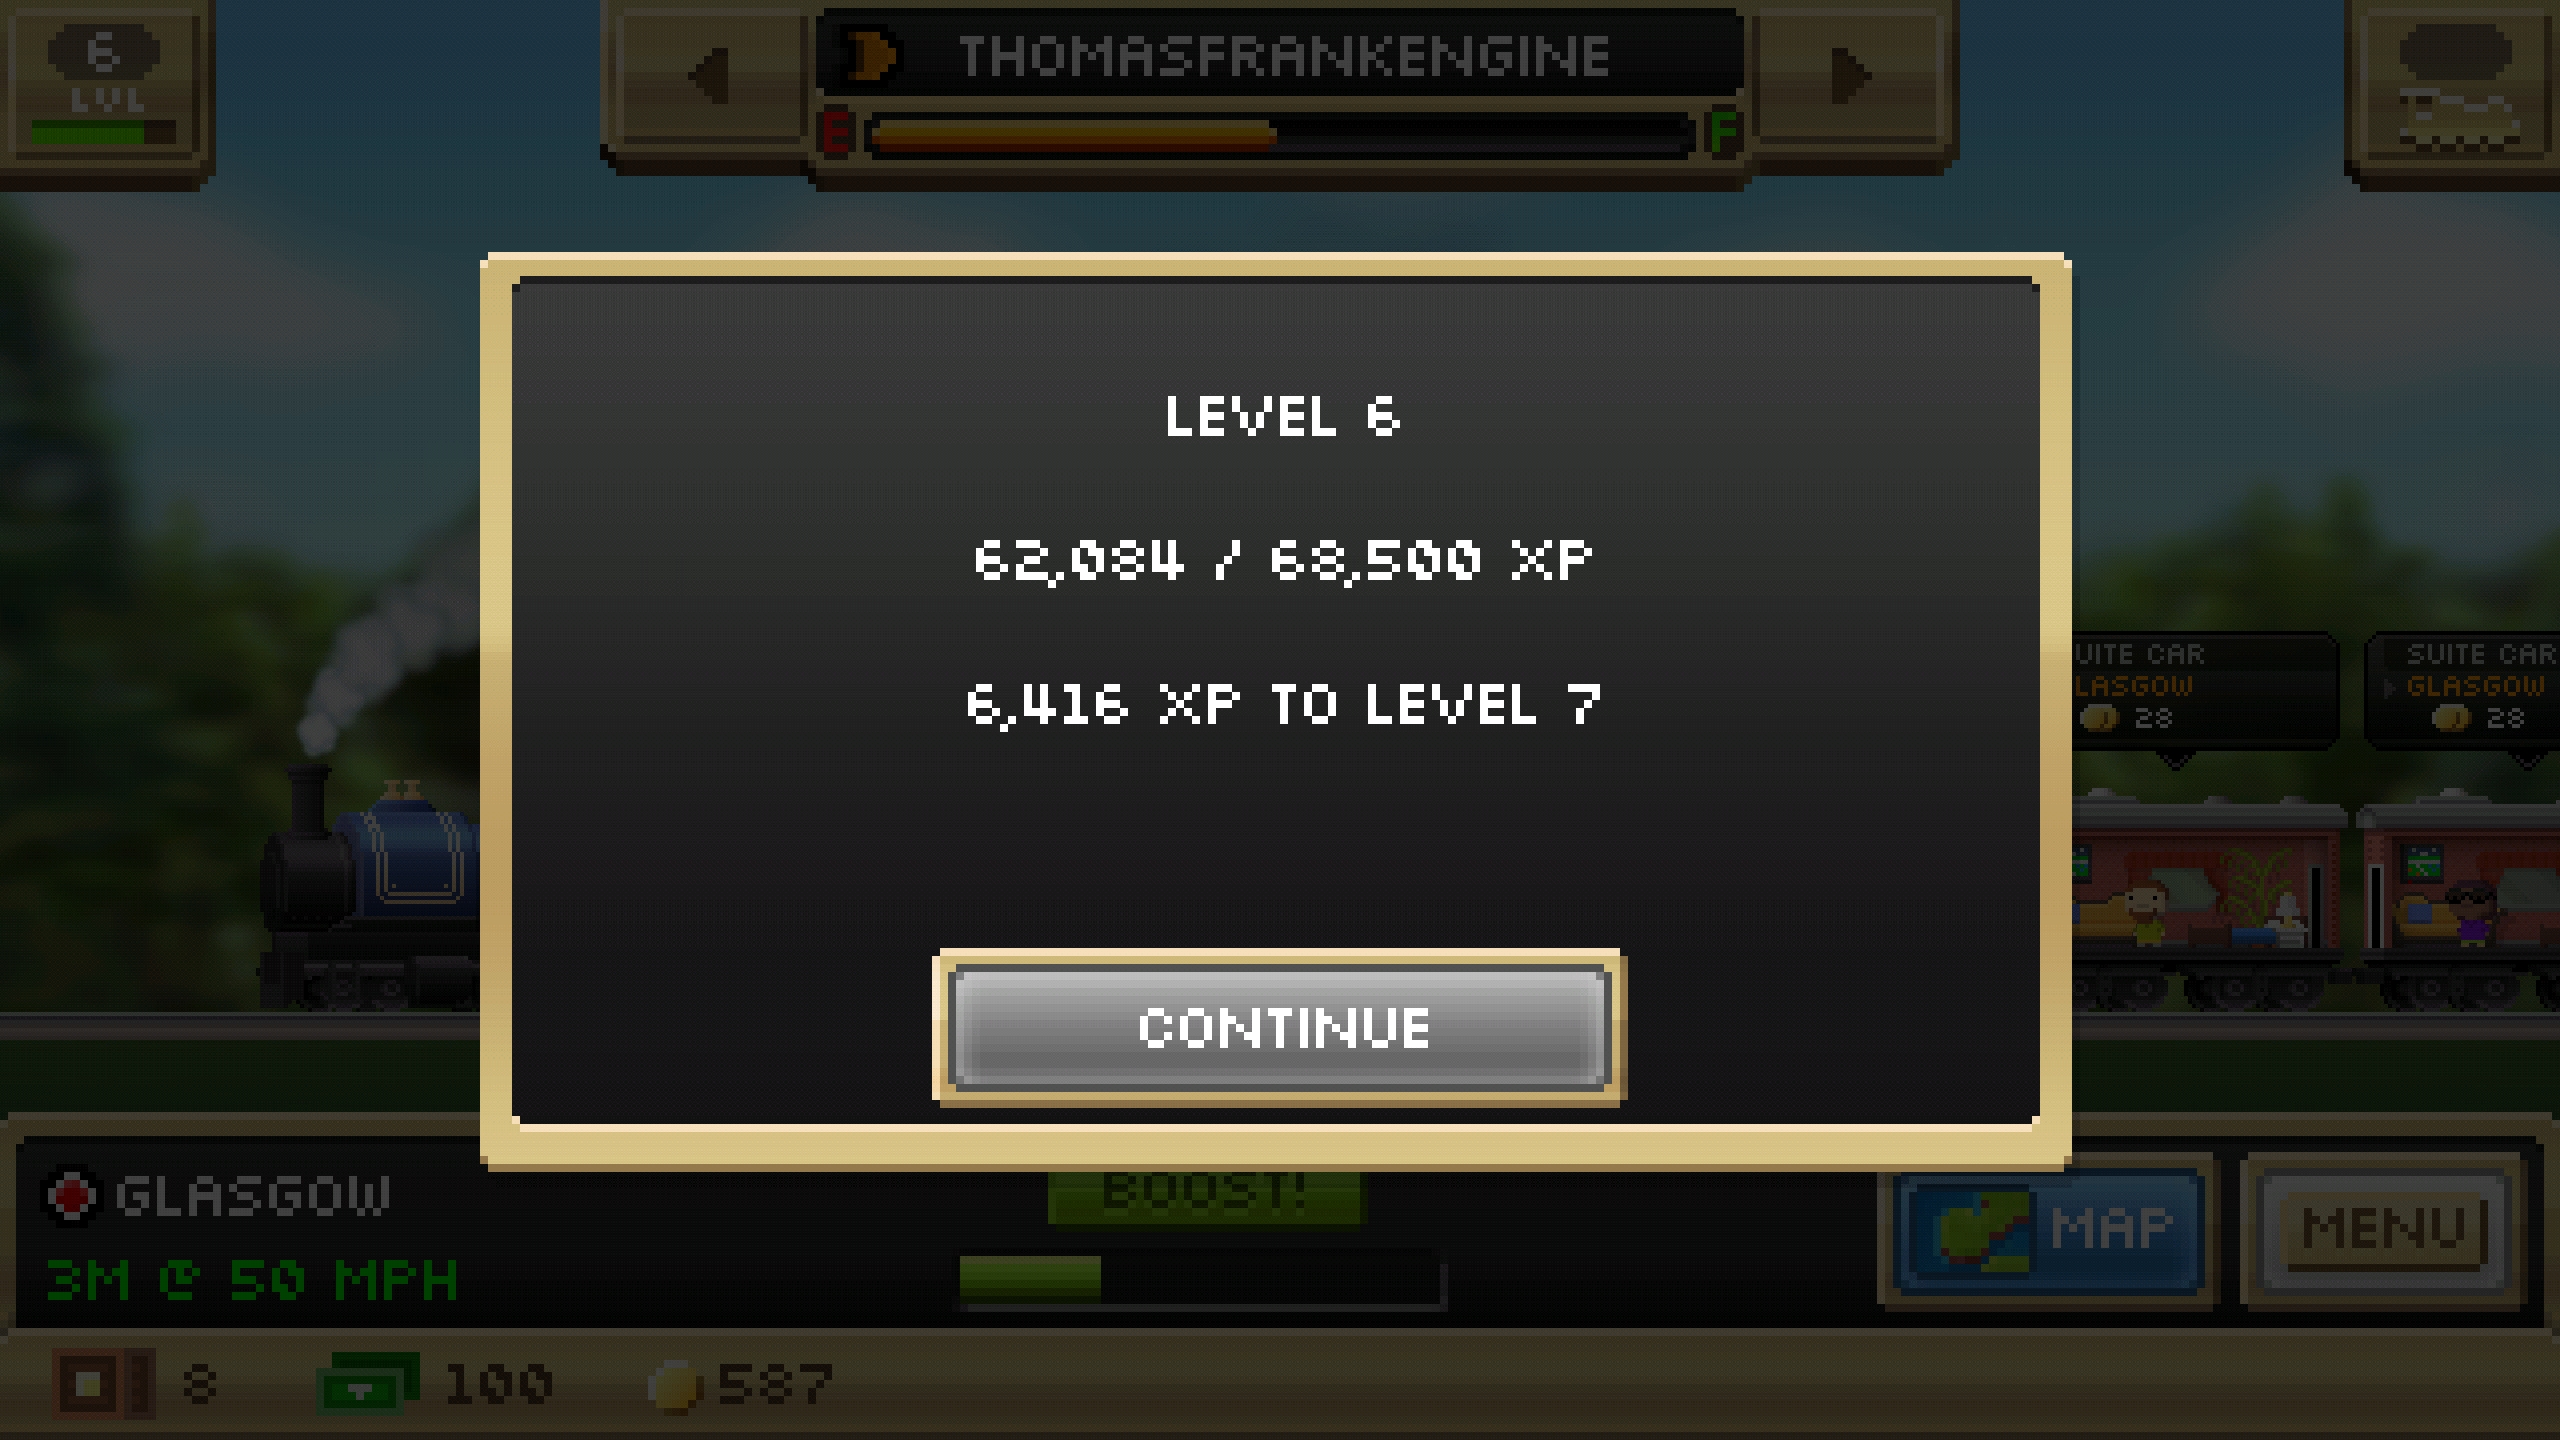 6
LVL
THOMASFRANKENGINE
E
F
LEVEL 6
62,084 / 68,500 XP
6,416 XP TO LEVEL 7
CONTINUE
UITE CAR
LASGOW
28
SUITE CAR
GLASGOW
28
GLASGOW
3M @ 50 MPH
BOOST!
MAP
MENU
8
100
587